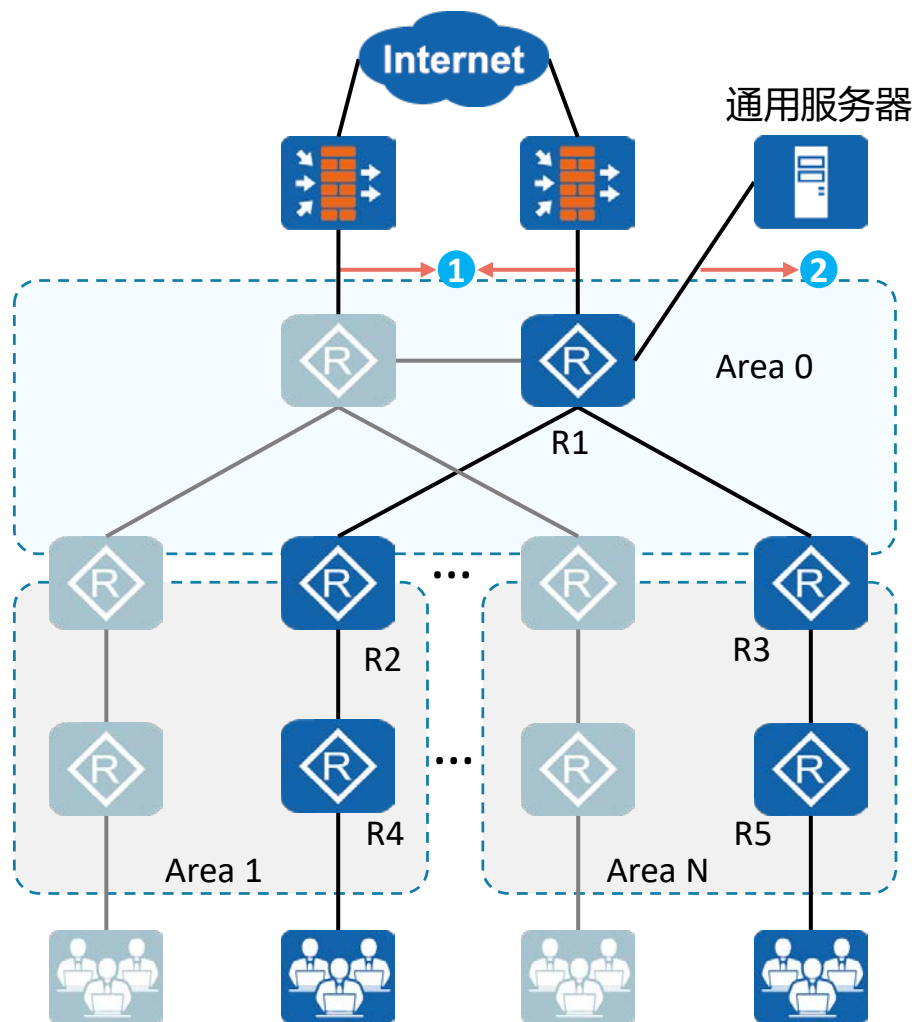 Internet
通用服务器
1
2
R
R
Area 0
R1
R
R
...
R
R
R2
R3
R
R
...
R
R
R4
R5
Area 1
Area N